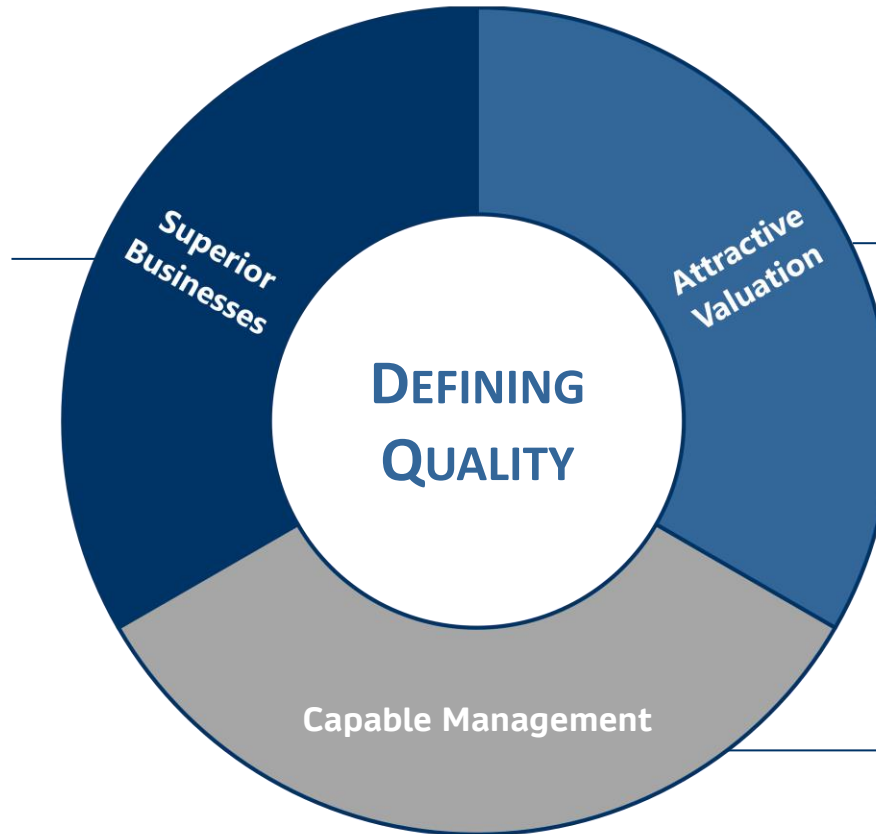 Superior
Businesses
Attractive
Valuation
DEFINING
QUALITY
Capable Management